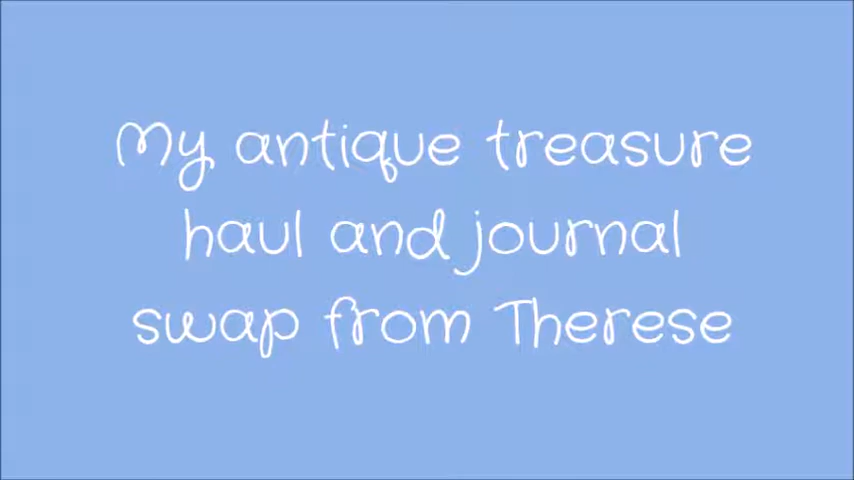 My antique treasure
haul and journal
swap from Therese